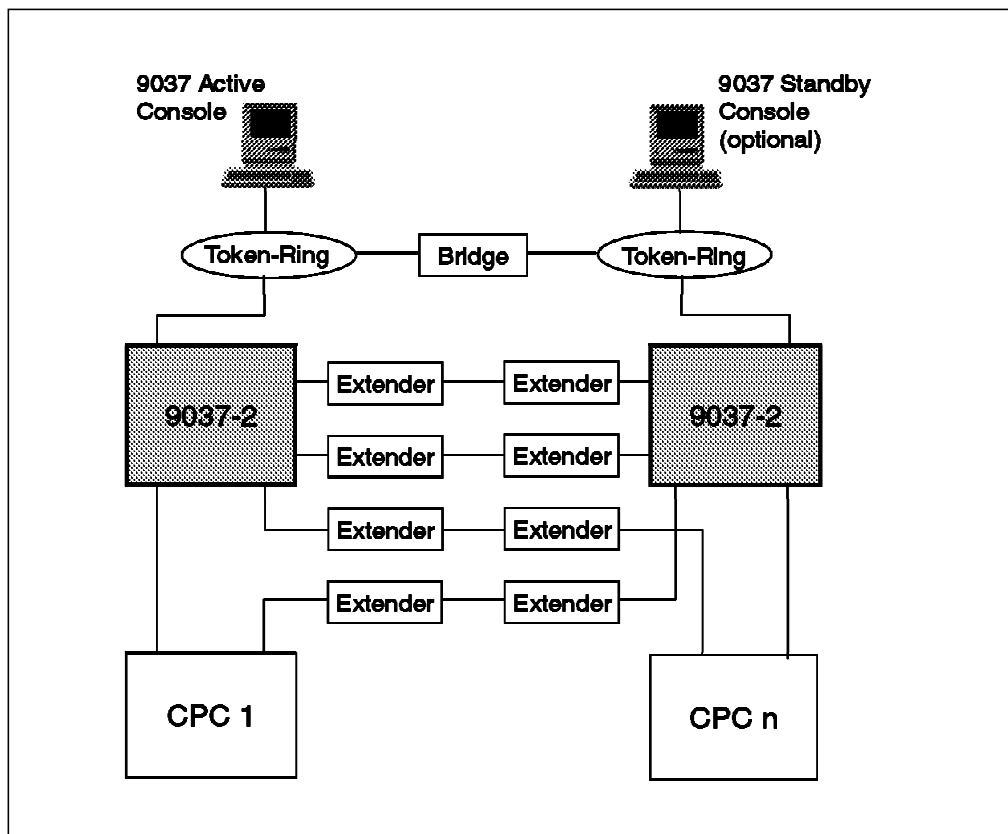 9037 Active
Console
9037 Standby
Console
(optional)
Token-Ring
Bridge
Token-Ring
Extender
Extender
9037-2
9037-2
Extender
Extender
Extender
Extender
Extender
Extender
CPC 1
CPC n